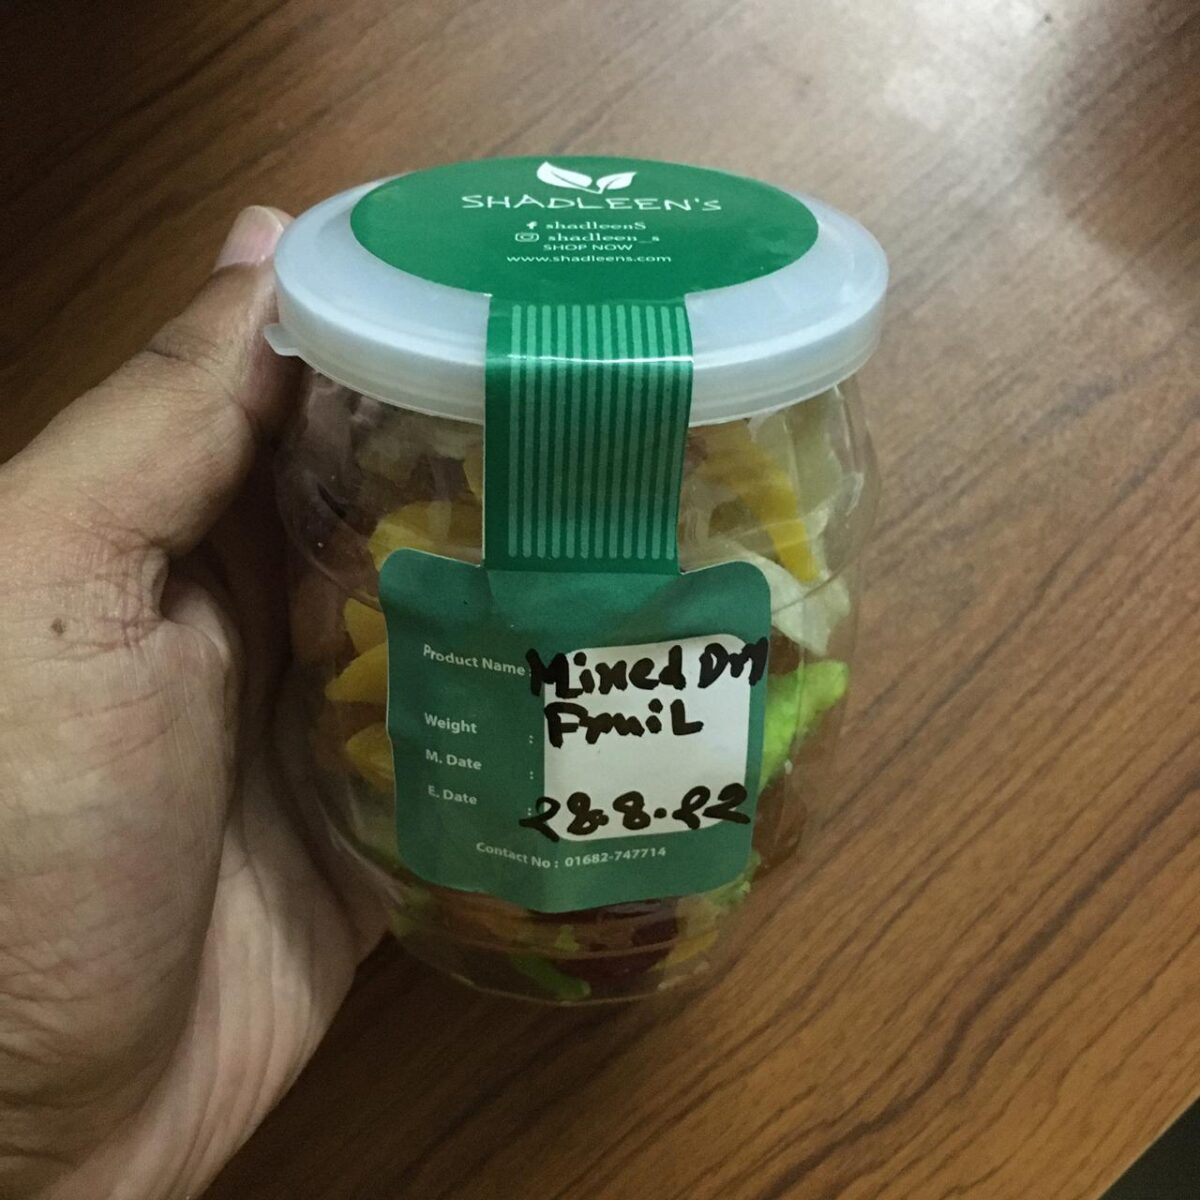 SHADLEEN's
shadleenS
shadleen_s
SHOP NOW
www.shadleens.com
Product Name : Mixed Dry
Fruit
Weight :
M. Date :
E. Date : 28.8.22
Contact No : 01682-747714